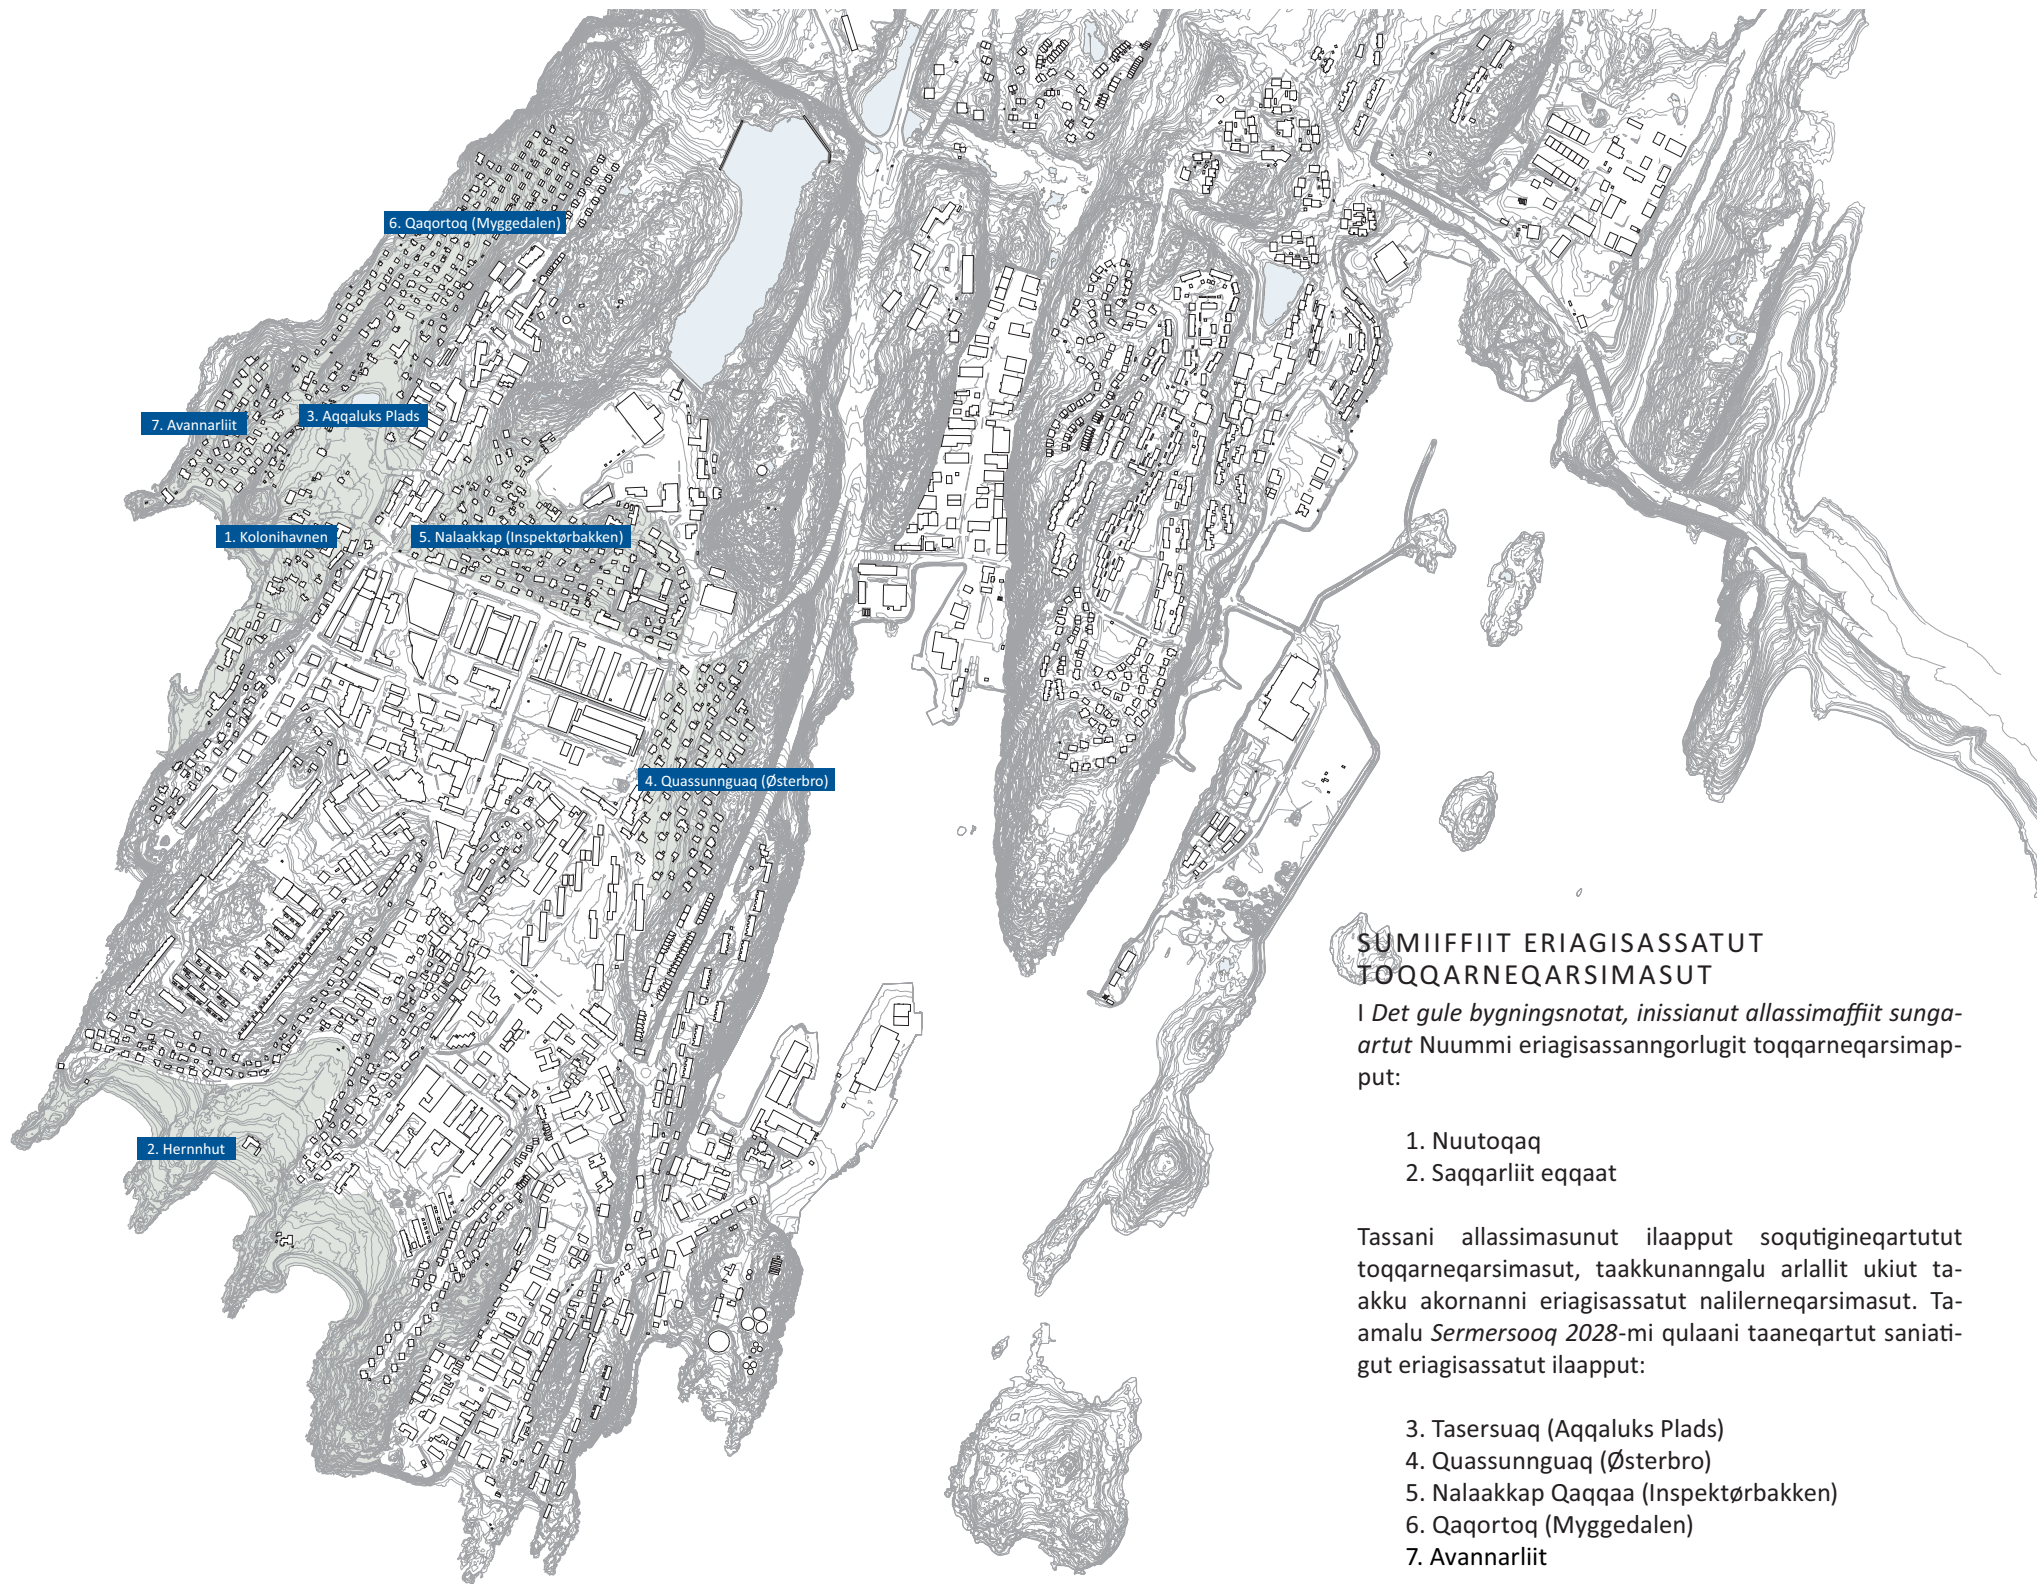 6. Qaqortoq (Myggedalen)
3. Aqqaluks Plads
7. Avannarliit
1. Kolonihavnen
5. Nalaakkap (Inspektørbakken)
4. Quassunnguaq (Østerbro)
2. Hernnhut
SUMIIFFIIT ERIAGISASSATUT
TOQQARNEQARSIMASUT
I Det gule bygningsnotat, inissianut allassimaffiit sunga-
artut Nuummi eriagisassanngorlugit toqqarneqarsimap-
put:
1. Nuutoqaq
2. Saqqarliit eqqaat
Tassani allassimasunut ilaapput soqutigineqartutut
toqqarneqarsimasut, taakkunanngalu arlallit ukiut ta-
akku akornanni eriagisassatut nalilerneqarsimasut. Ta-
amalu Sermersooq 2028-mi qulaani taaneqartut saniati-
gut eriagisassatut ilaapput:
3. Tasersuaq (Aqqaluks Plads)
4. Quassunnguaq (Østerbro)
5. Nalaakkap Qaqqaa (Inspektørbakken)
6. Qaqortoq (Myggedalen)
7. Avannarliit